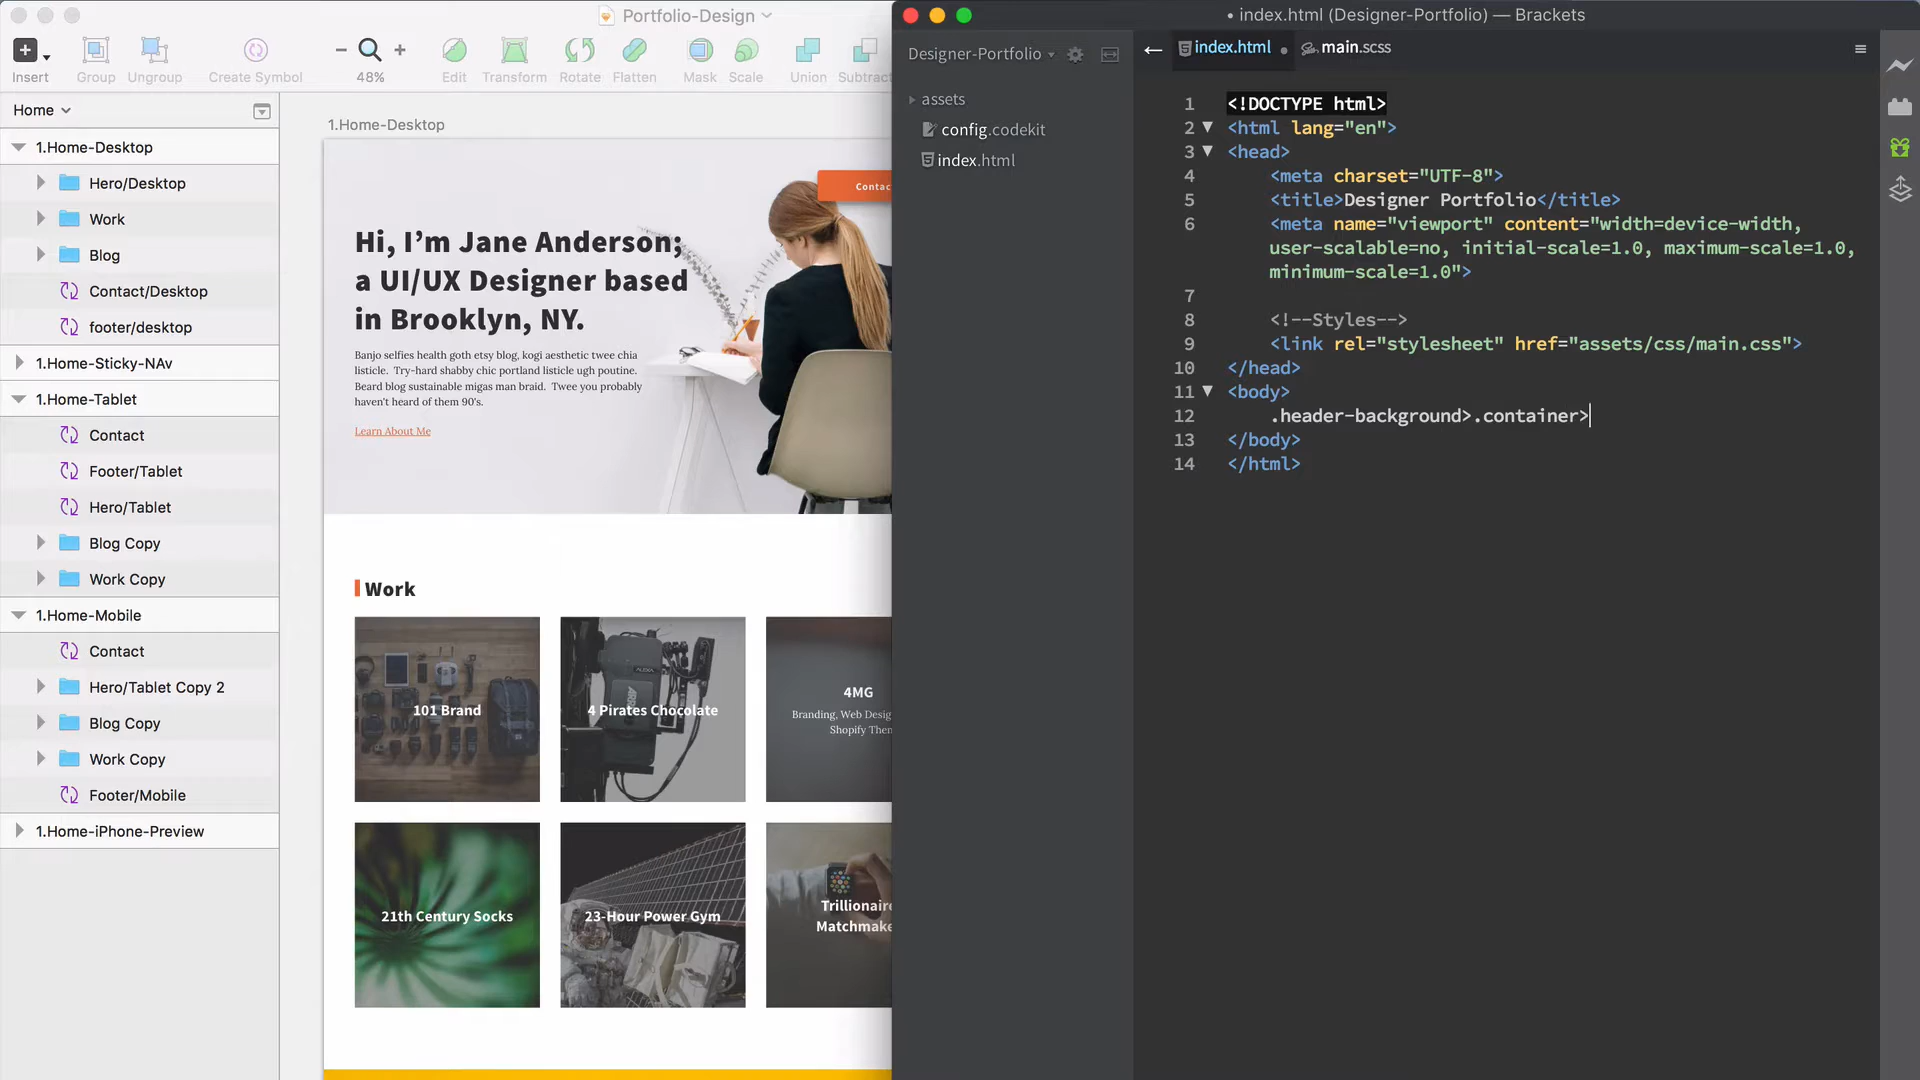 Portfolio-Design
Insert
Group
Ungroup
Create Symbol
48%
Edit
Transform
Rotate
Flatten
Mask
Scale
Union
Subtract
Home
1.Home-Desktop
Hero/Desktop
Work
Blog
Contact/Desktop
footer/desktop
1.Home-Sticky-NAv
1.Home-Tablet
Contact
Footer/Tablet
Hero/Tablet
Blog Copy
Work Copy
1.Home-Mobile
Contact
Hero/Tablet Copy 2
Blog Copy
Work Copy
Footer/Mobile
1.Home-iPhone-Preview
1.Home-Desktop
Contac
Hi, I’m Jane Anderson;
a UI/UX Designer based
in Brooklyn, NY.
Banjo selfies health goth etsy blog, kogi aesthetic twee chia
listicle. Try-hard shabby chic portland listicle ugh poutine.
Beard blog sustainable migas man braid. Twee you probably
haven't heard of them 90's.
Learn About Me
Work
101 Brand
4 Pirates Chocolate
4MG
Branding, Web Desig
Shopify Then
21th Century Socks
23-Hour Power Gym
Trillionaire
Matchmake
• index.html (Designer-Portfolio) — Brackets
Designer-Portfolio
assets
config.codekit
index.html
index.html
main.scss
1 <!DOCTYPE html>
2 <html lang="en">
3 <head>
4 <meta charset="UTF-8">
5 <title>Designer Portfolio</title>
6 <meta name="viewport" content="width=device-width,
user-scalable=no, initial-scale=1.0, maximum-scale=1.0,
minimum-scale=1.0">
7
8 <!--Styles-->
9 <link rel="stylesheet" href="assets/css/main.css">
10 </head>
11 <body>
12 .header-background>.container>
13 </body>
14 </html>